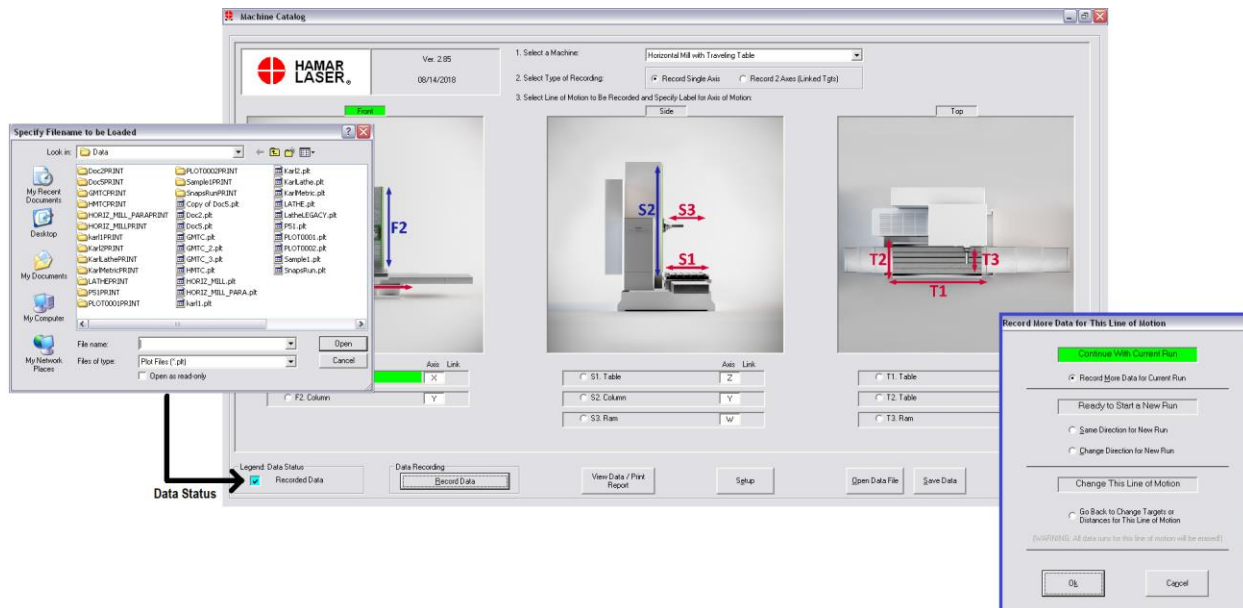 Machine Catalog
HAMAR
LASER®
Ver. 2.85
08/14/2018
1. Select a Machine:
Horizontal Mill with Traveling Table
2. Select Type of Recording:
Record Single Axis
Record 2 Axes (Linked Tgts)
3. Select Line of Motion to Be Recorded and Specify Label for Axis of Motion:
Front
Side
Top
F2
S2
S3
S1
T2
T3
T1
Specify Filename to be Loaded
Look in:
Data
My Recent
Documents
Desktop
My Documents
My Computer
My Network
Places
Doc2PRINT
Doc5PRINT
GMTCPRINT
HMTCPRINT
HORIZ_MILL_PARAPRINT
HORIZ_MILLPRINT
karl1PRINT
Karl2PRINT
KarlLathePRINT
KarlMetricPRINT
LATHEPRINT
P51PRINT
PLOT0001PRINT
PLOT0002PRINT
Sample1PRINT
SnapsRunPRINT
Copy of Doc5.plt
Doc2.plt
Doc5.plt
GMTC.plt
GMTC_2.plt
GMTC_3.plt
HMTC.plt
HORIZ_MILL.plt
HORIZ_MILL_PARA.plt
karl1.plt
Karl2.plt
KarlLathe.plt
KarlMetric.plt
LATHE.plt
LatheLEGACY.plt
P51.plt
PLOT0001.plt
PLOT0002.plt
Sample1.plt
SnapsRun.plt
File name:
Open
Files of type:
Plot Files (*.plt)
Cancel
Open as read-only
Axis Link
X
F2. Column
Y
Axis Link
S1. Table
Z
S2. Column
Y
S3. Ram
W
T1. Table
T2. Table
T3. Ram
Legend: Data Status
Recorded Data
Data Status
Data Recording
Record Data
View Data / Print
Report
Setup
Open Data File
Save Data
Record More Data for This Line of Motion
Continue With Current Run
Record More Data for Current Run
Ready to Start a New Run
Same Direction for New Run
Change Direction for New Run
Change This Line of Motion
Go Back to Change Targets or
Distances for This Line of Motion
(WARNING: All data runs for this line of motion will be erased!)
Ok
Cancel